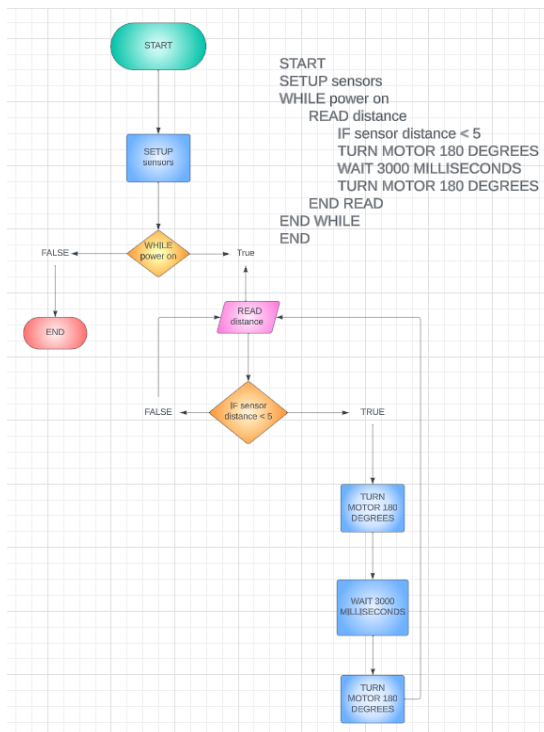 START
START
SETUP sensors
WHILE power on
READ distance
IF sensor distance < 5
TURN MOTOR 180 DEGREES
WAIT 3000 MILLISECONDS
TURN MOTOR 180 DEGREES
END READ
END WHILE
END
SETUP
sensors
FALSE
WHILE
power on
True
END
READ
distance
FALSE
IF sensor
distance < 5
TRUE
TURN
MOTOR 180
DEGREES
WAIT 3000
MILLISECONDS
TURN
MOTOR 180
DEGREES